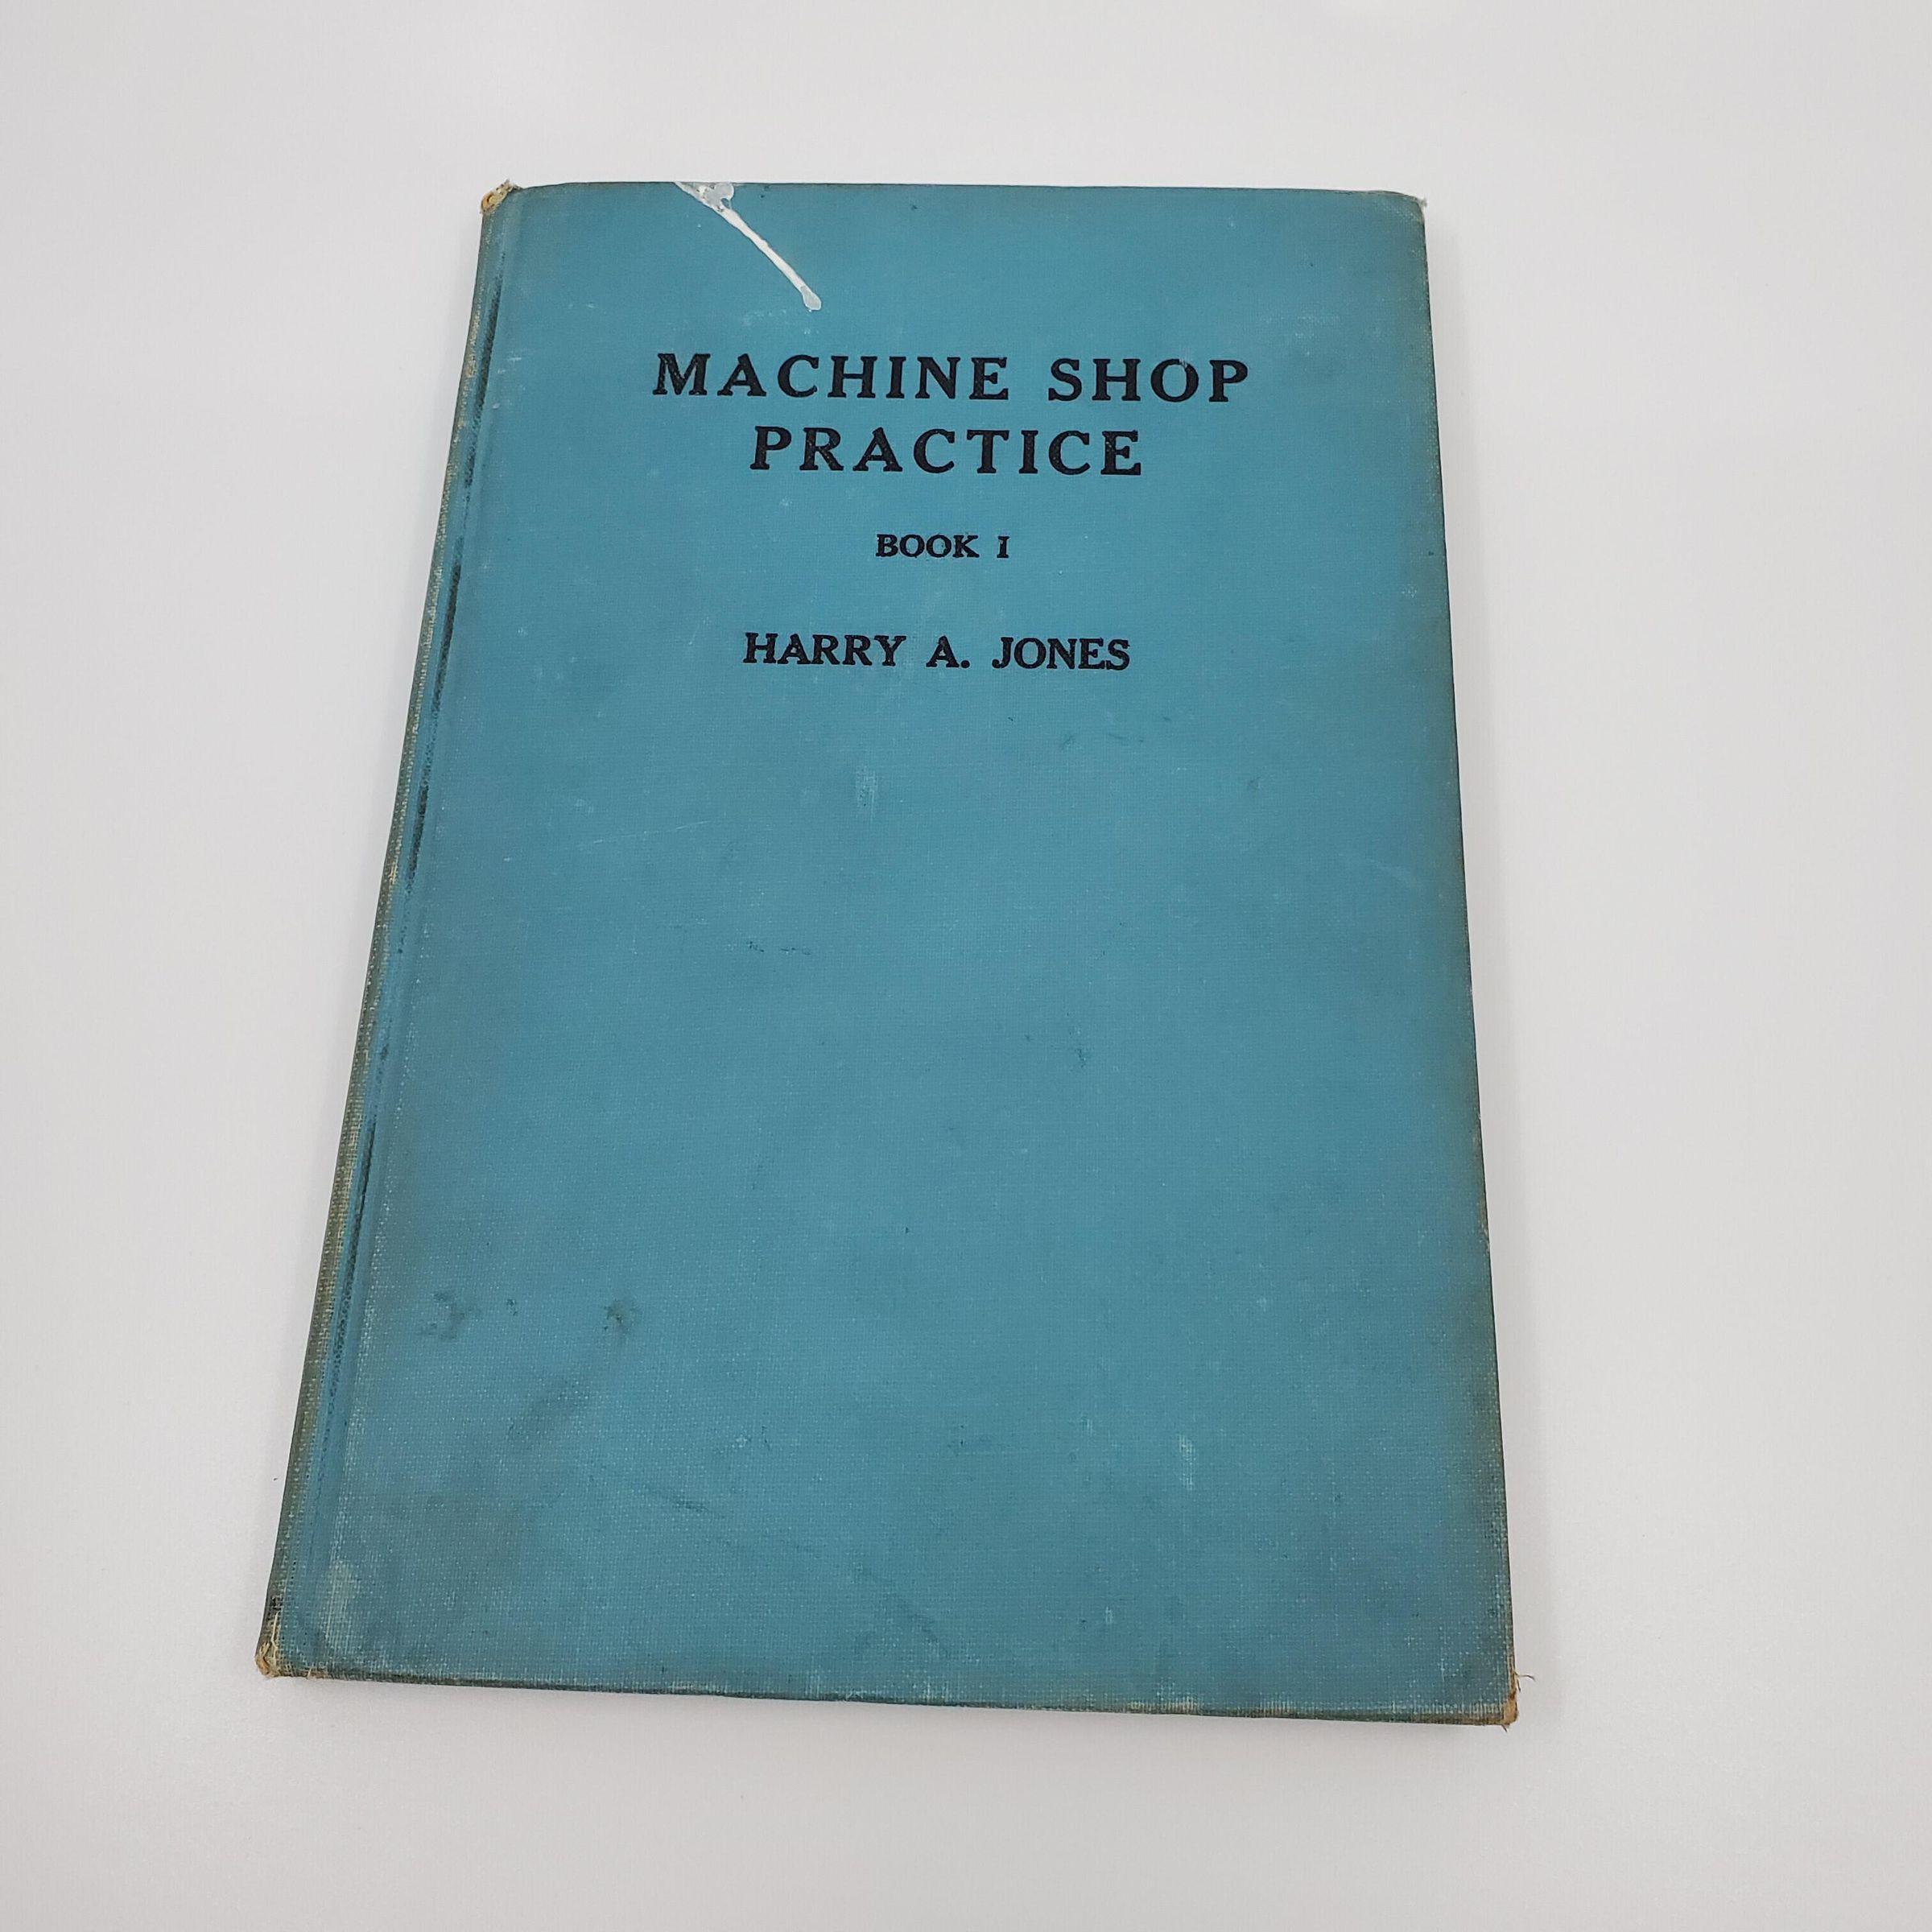 MACHINE SHOP
PRACTICE
BOOK I
HARRY A. JONES